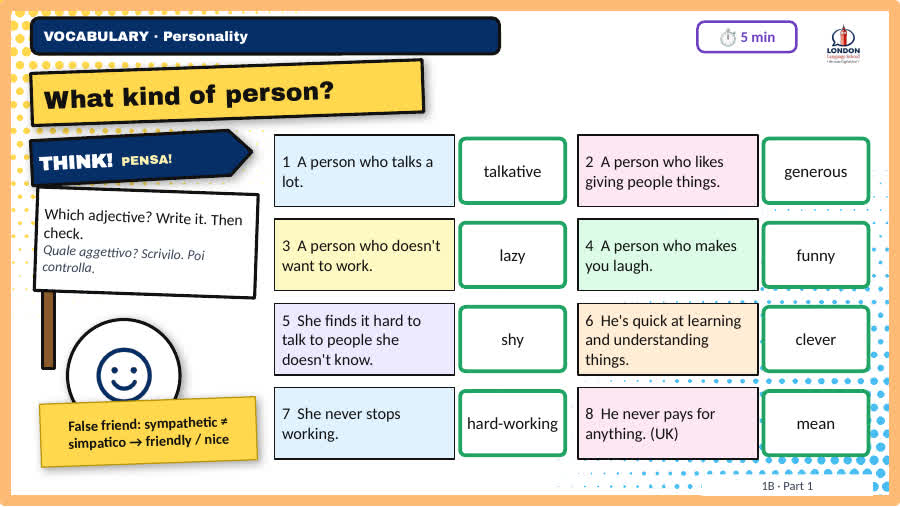 VOCABULARY · Personality
⏱️ 5 min
LONDON
What kind of person?
THINK! PENSA!
Which adjective? Write it. Then
check.
Quale aggettivo? Scrivilo. Poi
controlla.
False friend: sympathetic ≠
simpatico → friendly / nice
1 A person who talks a
lot.
talkative
2 A person who likes
giving people things.
generous
3 A person who doesn't
want to work.
lazy
4 A person who makes
you laugh.
funny
5 She finds it hard to
talk to people she
doesn't know.
shy
6 He's quick at learning
and understanding
things.
clever
7 She never stops
working.
hard-working
8 He never pays for
anything. (UK)
mean
1B · Part 1